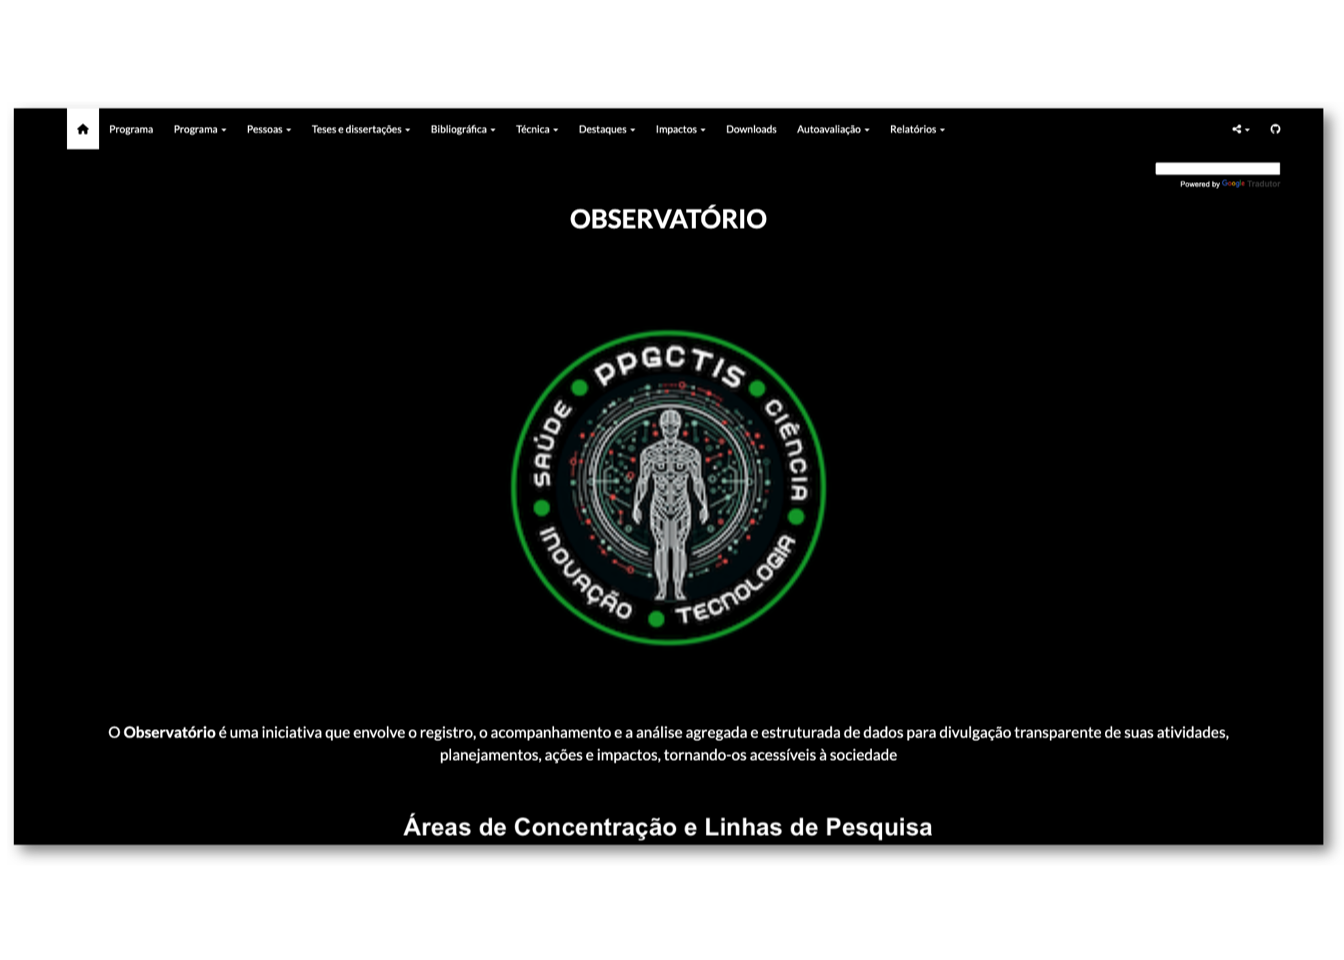 Programa Programa Pessoas Teses e dissertações Bibliográfica Técnica Destaques Impactos Downloads Autoavaliação Relatórios
Powered by Google Tradutor
OBSERVATÓRIO
PPGCTIS
SAÚDE
CIÊNCIA
INOVAÇÃO
TECNOLOGIA
O Observatório é uma iniciativa que envolve o registro, o acompanhamento e a análise agregada e estruturada de dados para divulgação transparente de suas atividades,
planejamentos, ações e impactos, tornando-os acessíveis à sociedade
Áreas de Concentração e Linhas de Pesquisa